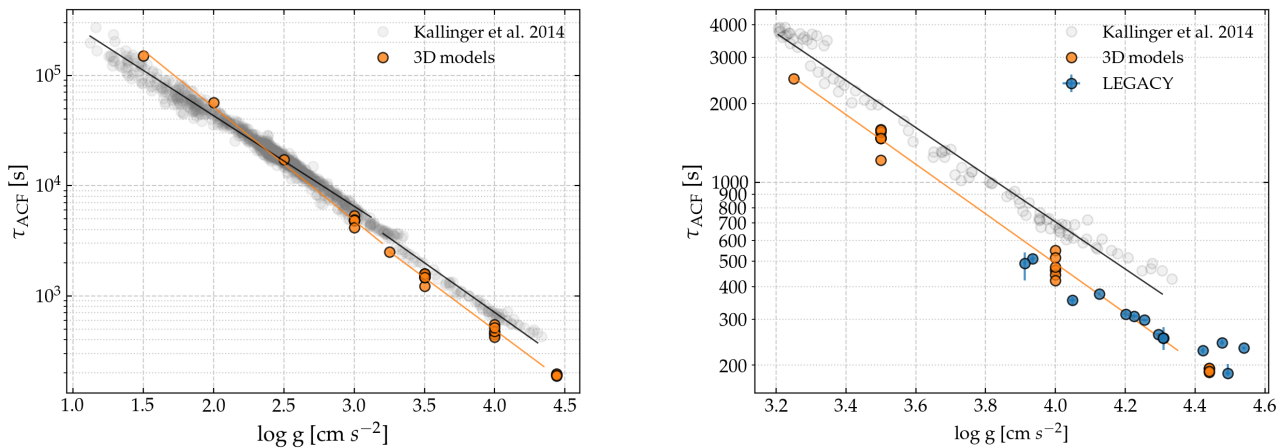 Kallinger et al. 2014
3D models
10^5
10^4
10^3
τ_ACF [s]
1.0 1.5 2.0 2.5 3.0 3.5 4.0 4.5
log g [cm s^−2]
Kallinger et al. 2014
3D models
LEGACY
4000
3000
2000
1000
900
800
700
600
500
400
300
200
τ_ACF [s]
3.2 3.4 3.6 3.8 4.0 4.2 4.4 4.6
log g [cm s^−2]